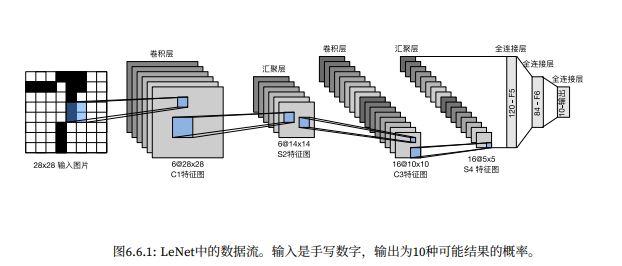 卷积层
汇聚层
卷积层
汇聚层
全连接层
全连接层
全连接层
120 - F5
84 - F6
10-输出
28x28 输入图片
6@28x28
C1特征图
6@14x14
S2特征图
16@10x10
C3特征图
16@5x5
S4 特征图
图6.6.1: LeNet中的数据流。输入是手写数字，输出为10种可能结果的概率。